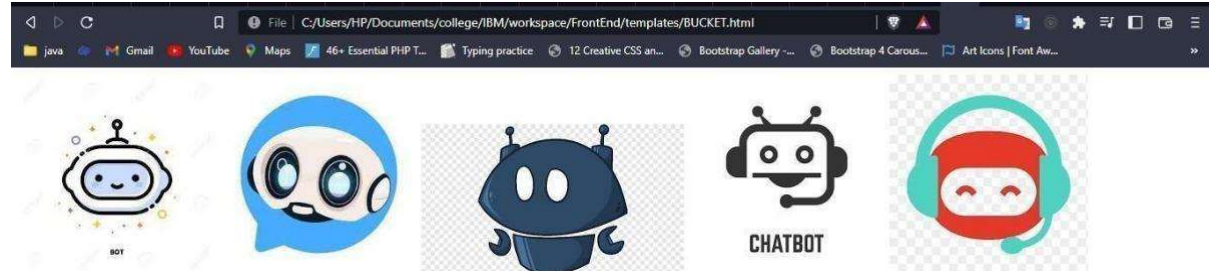 File C:/Users/HP/Documents/college/IBM/workspace/FrontEnd/templates/BUCKET.html
java Gmail YouTube Maps 46+ Essential PHP T... Typing practice 12 Creative CSS an... Bootstrap Gallery -... Bootstrap 4 Carous... Art Icons | Font Aw... »
BOT
CHATBOT